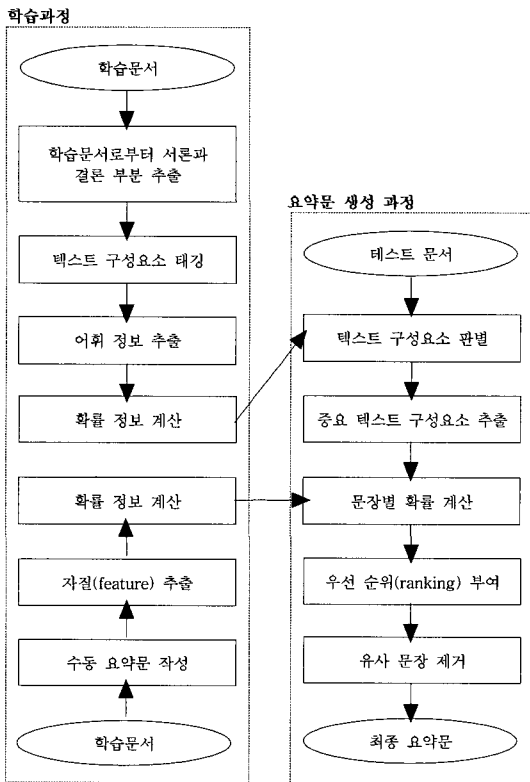 학습과정
학습문서
학습문서로부터 서론과
결론 부분 추출
텍스트 구성요소 태깅
어휘 정보 추출
확률 정보 계산
확률 정보 계산
자질(feature) 추출
수동 요약문 작성
학습문서
요약문 생성 과정
테스트 문서
텍스트 구성요소 판별
중요 텍스트 구성요소 추출
문장별 확률 계산
우선 순위(ranking) 부여
유사 문장 제거
최종 요약문